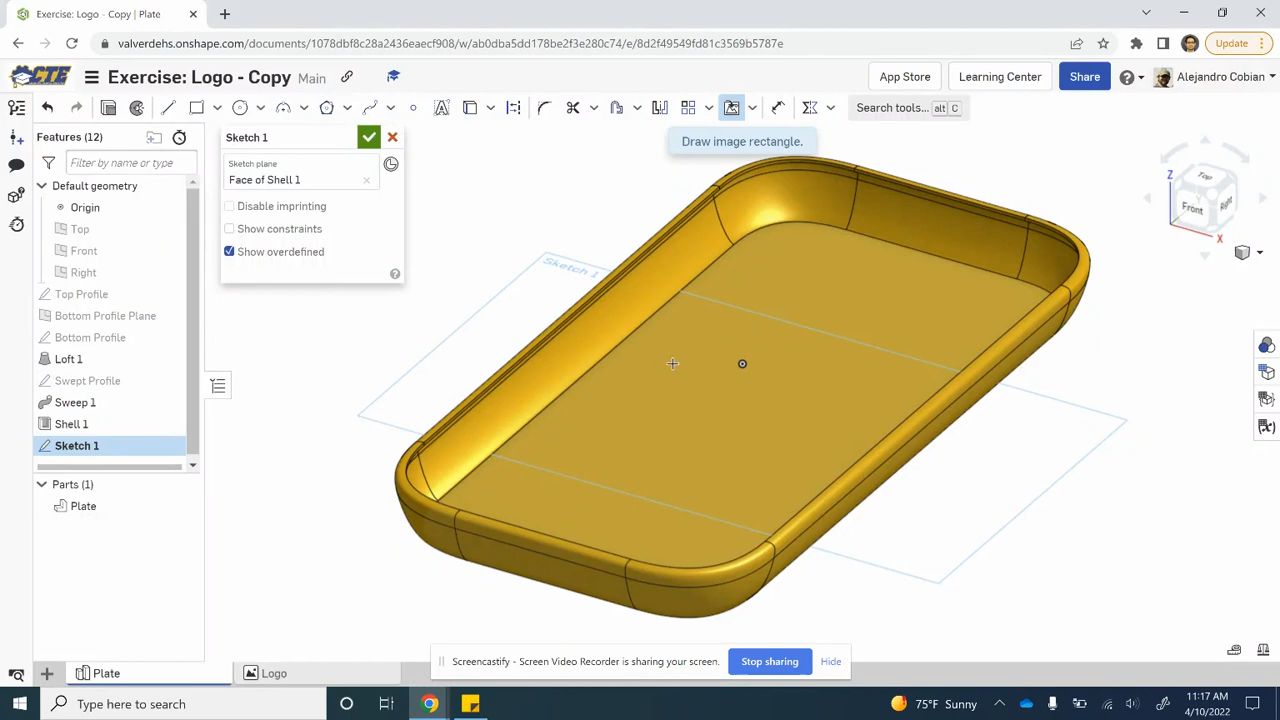 Exercise: Logo - Copy | Plate
valverdehs.onshape.com/documents/1078dbf8c28a2436eaecf908/w/ab0dba5dd178be2f3e280c74/e/8d2f49549fd81c3569b5787e
Update
CTE
Exercise: Logo - Copy Main
App Store
Learning Center
Share
Alejandro Cobian
Search tools... alt C
Features (12)
Filter by name or type
Default geometry
Origin
Top
Front
Right
Top Profile
Bottom Profile Plane
Bottom Profile
Loft 1
Swept Profile
Sweep 1
Shell 1
Sketch 1
Parts (1)
Plate
Sketch 1
Sketch plane
Face of Shell 1
Disable imprinting
Show constraints
Show overdefined
Draw image rectangle.
Sketch 1
Z
Top
Front
Right
X
Plate
Logo
Screencastify - Screen Video Recorder is sharing your screen.
Stop sharing
Hide
Type here to search
75°F Sunny
11:17 AM
4/10/2022